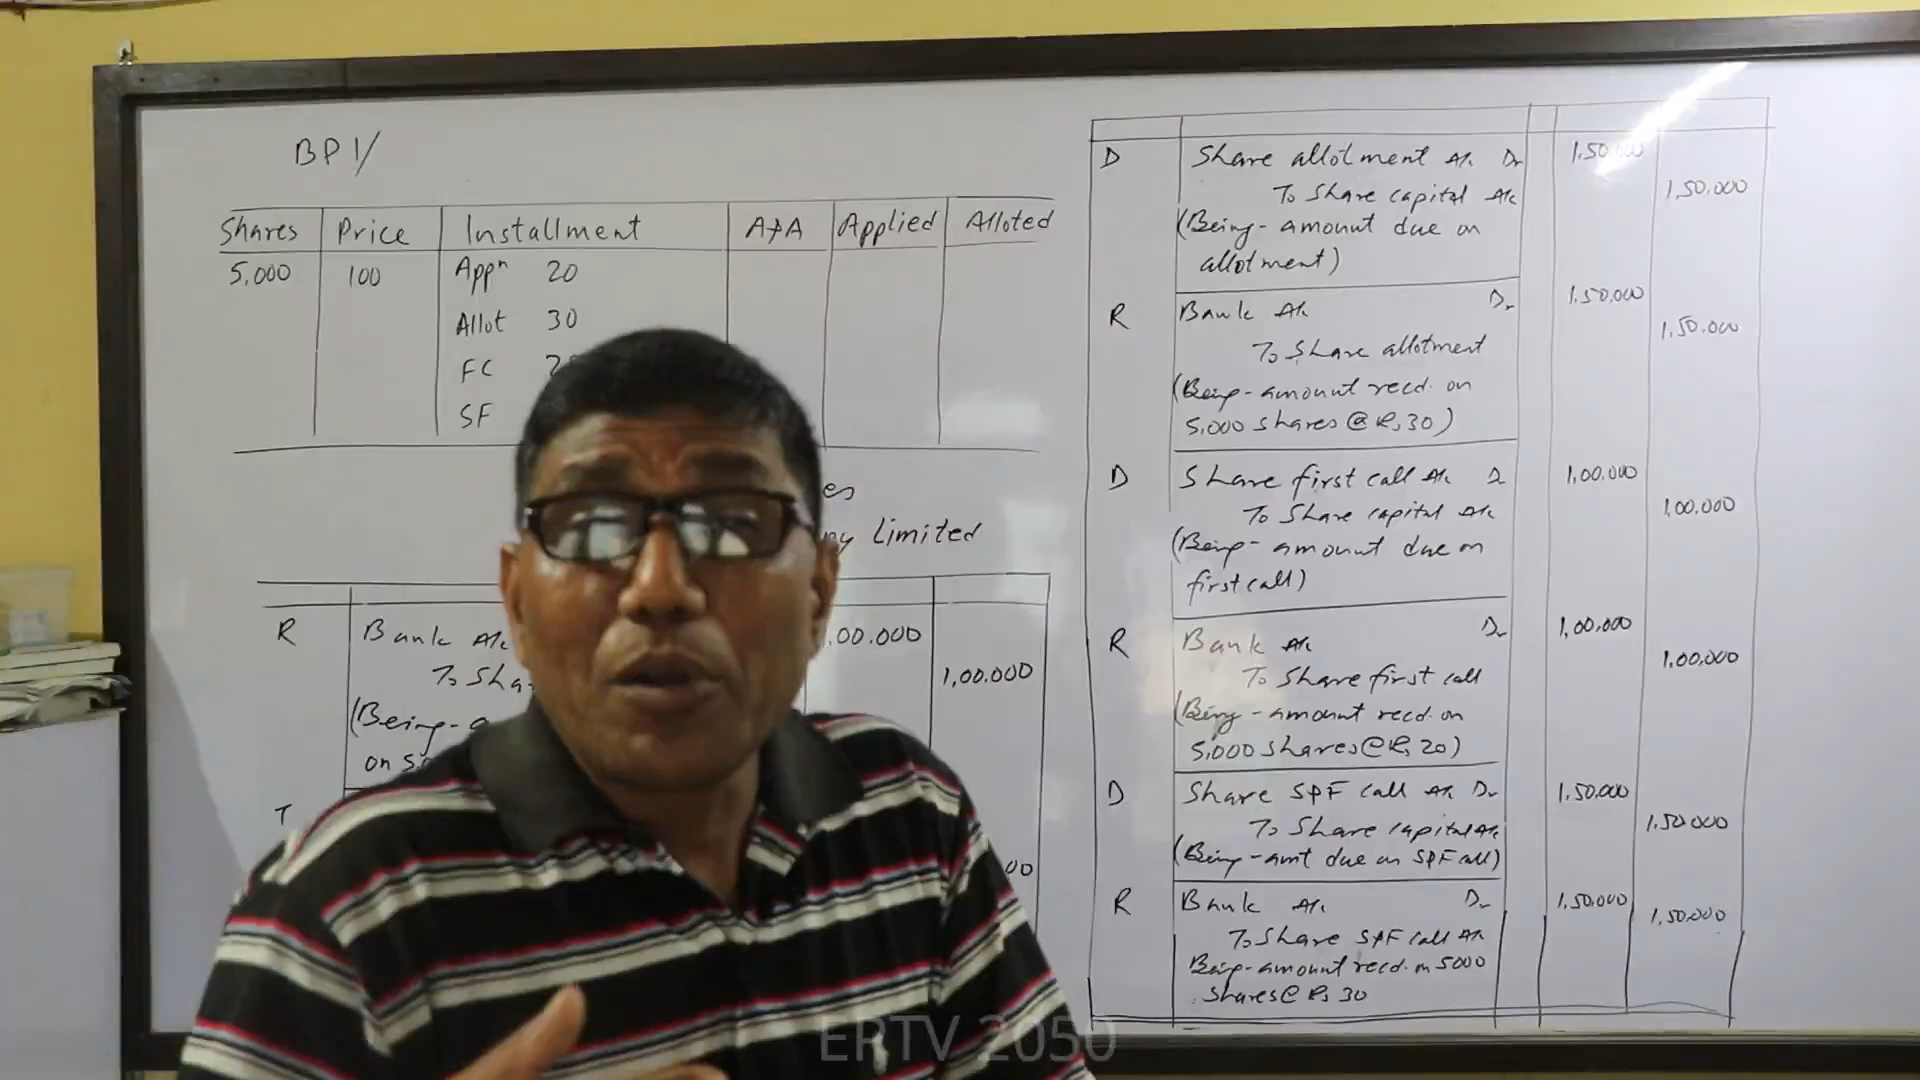 BP 1/
Shares Price Installment A+A Applied Alloted
5,000 100 Appⁿ 20
Allot 30
FC
SF
Limited
R Bank A/c 00.000
To 1,00.000
(Being-
on
D Share allotment A/c Dr 1,50,000
To Share capital A/c 1,50,000
(Being-amount due on
allotment)
R Bank A/c Dr 1,50,000
To Share allotment 1,50,000
(Being-amount recd. on
5,000 shares @ Rs 30)
D Share first call A/c D 1,00,000
To Share capital A/c 1,00,000
(Being-amount due on
first call)
R Bank A/c Dr 1,00,000
To Share first call 1,00,000
(Being-amount recd. on
5,000 shares @ Rs 20)
D Share S&F call A/c Dr 1,50,000
To Share capital A/c 1,50,000
(Being-amt due on S&F call)
R Bank A/c Dr 1,50,000
To Share S&F call A/c 1,50,000
Being-amount recd. on 5000
shares @ Rs 30
ERTV 2050